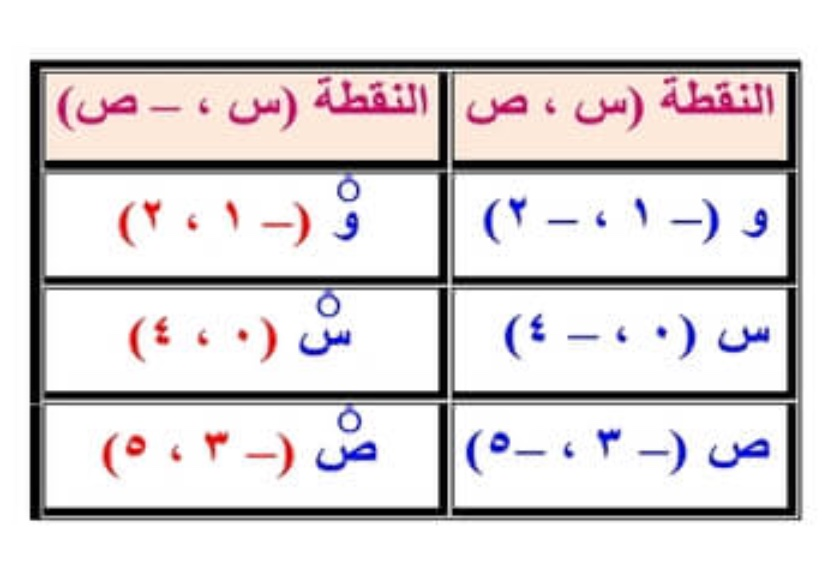 النقطة (س ، ص النقطة (س ، – ص)
و (– ١ ، – ٢) وْ (– ١ ، ٢)
س (٠ ، – ٤) سْ (٠ ، ٤)
ص (– ٣ ، –٥) صْ (– ٣ ، ٥)